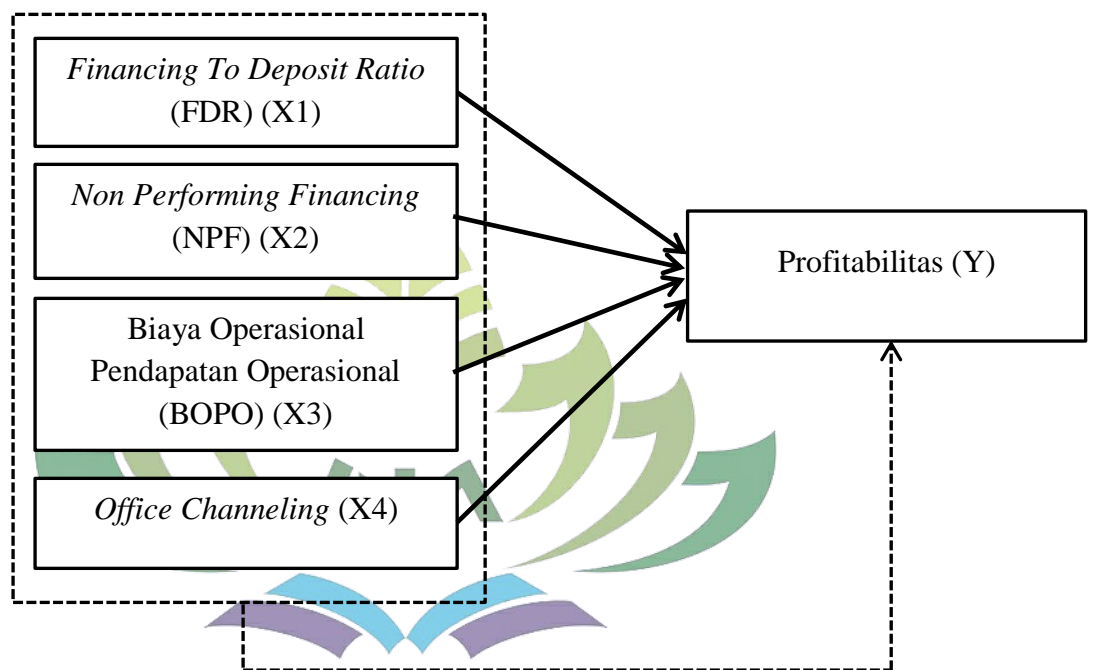 Financing To Deposit Ratio
(FDR) (X1)
Non Performing Financing
(NPF) (X2)
Biaya Operasional
Pendapatan Operasional
(BOPO) (X3)
Office Channeling (X4)
Profitabilitas (Y)